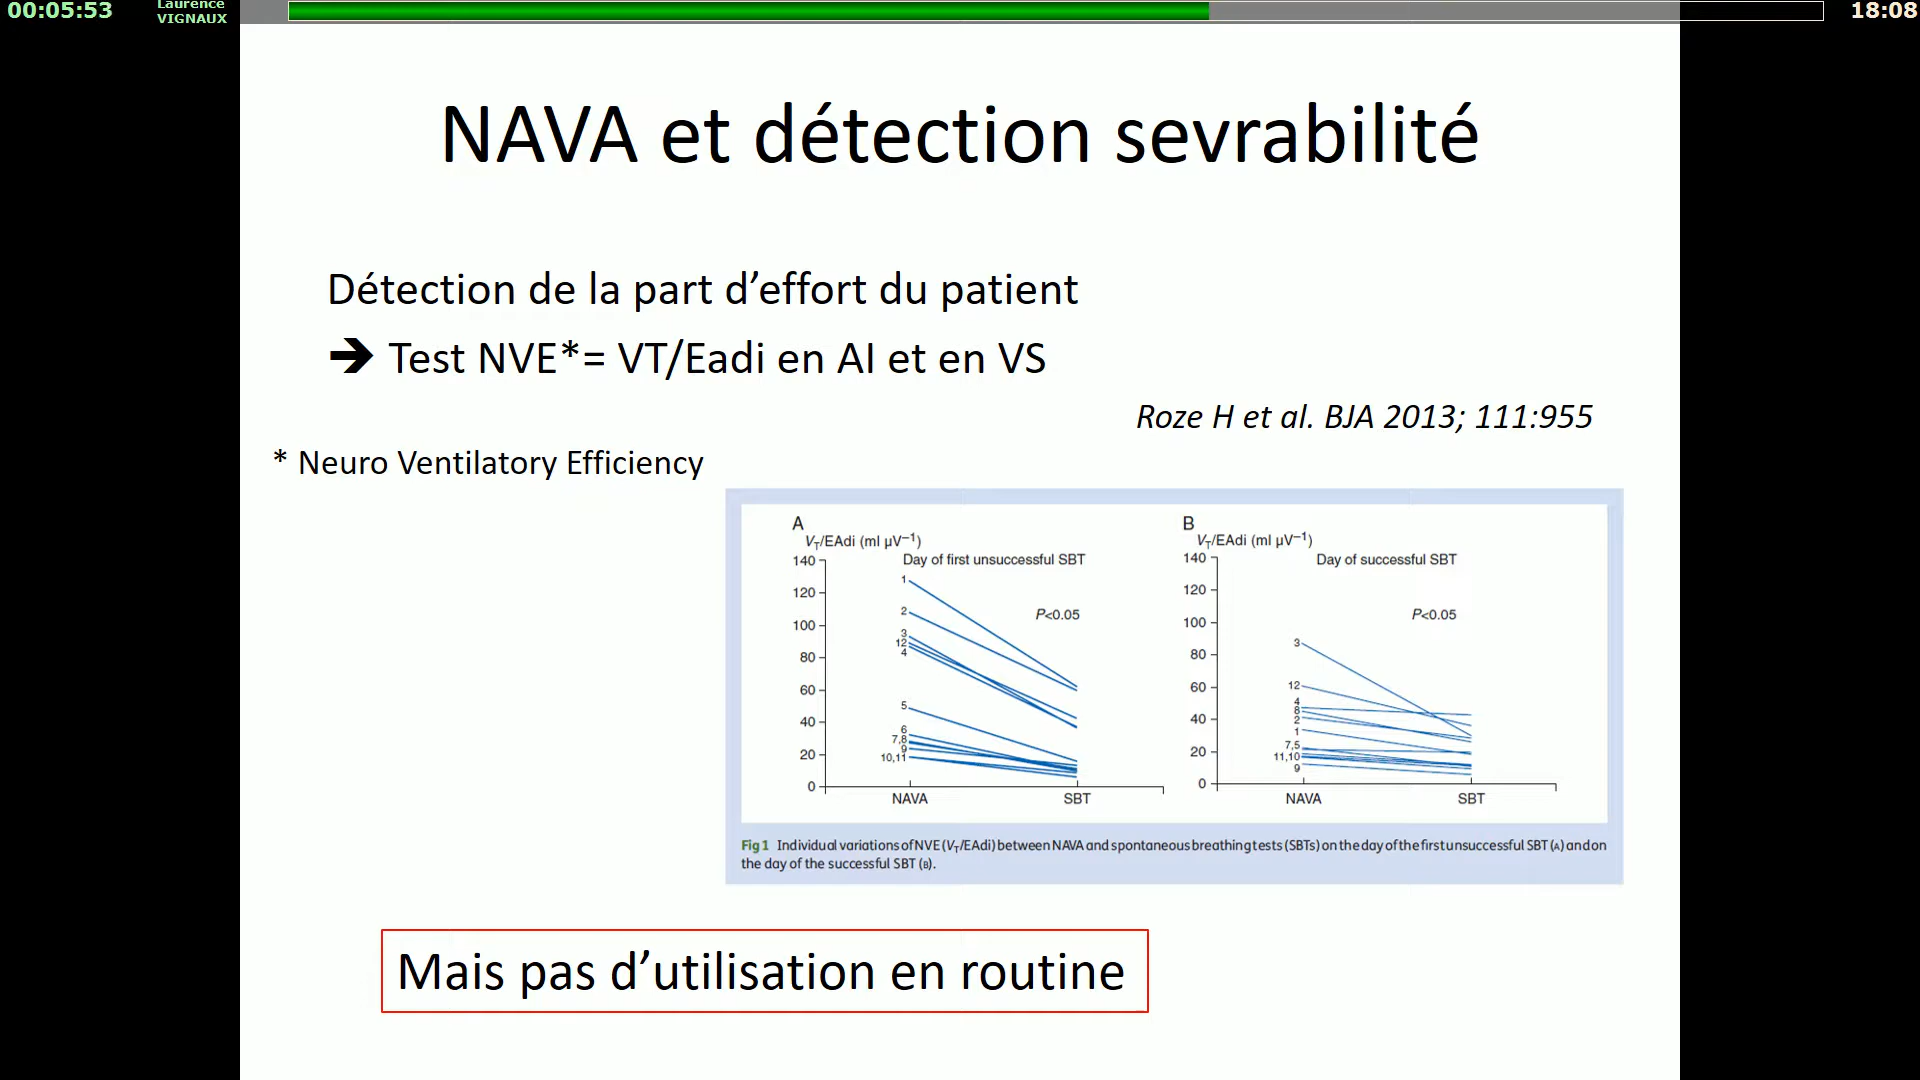 00:05:53
Laurence
VIGNAUX
18:08
NAVA et détection sevrabilité
Détection de la part d’effort du patient
➔ Test NVE*= VT/Eadi en AI et en VS
Roze H et al. BJA 2013; 111:955
* Neuro Ventilatory Efficiency
A
VT/EAdi (ml µV−1)
Day of first unsuccessful SBT
P<0.05
140
120
100
80
60
40
20
0
1
2
3
12
4
5
6
7,8
9
10,11
NAVA SBT
B
VT/EAdi (ml µV−1)
Day of successful SBT
P<0.05
140
120
100
80
60
40
20
0
3
12
4
8
2
1
7,5
11,10
9
NAVA SBT
Fig 1 Individual variations of NVE (VT/EAdi) between NAVA and spontaneous breathing tests (SBTs) on the day of the first unsuccessful SBT (A) and on
the day of the successful SBT (B).
Mais pas d’utilisation en routine